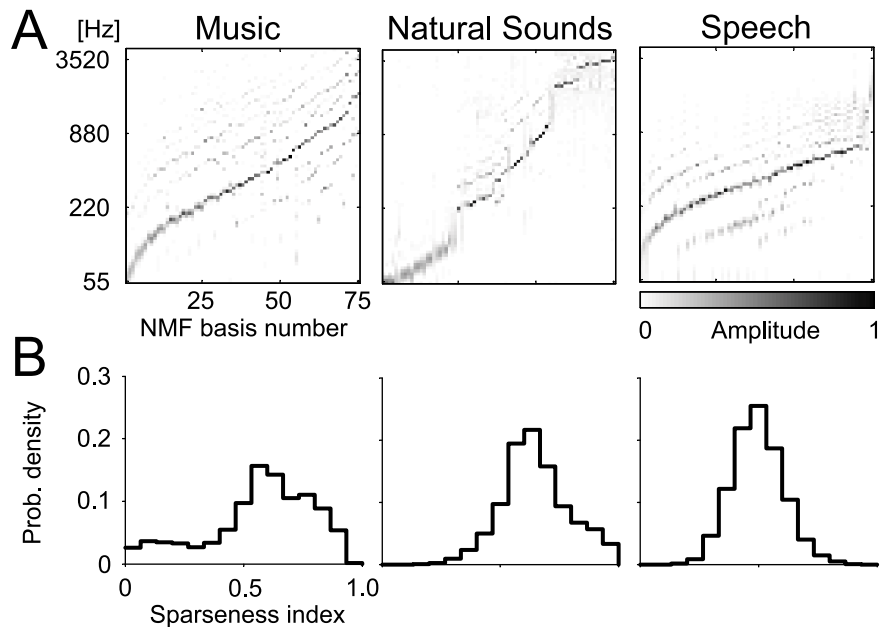 A
Music
Natural Sounds
Speech
[Hz]
3520
880
220
55
25
50
75
NMF basis number
0
1
Amplitude
B
0.3
0.2
0.1
0
Prob. density
0
0.5
1.0
Sparseness index